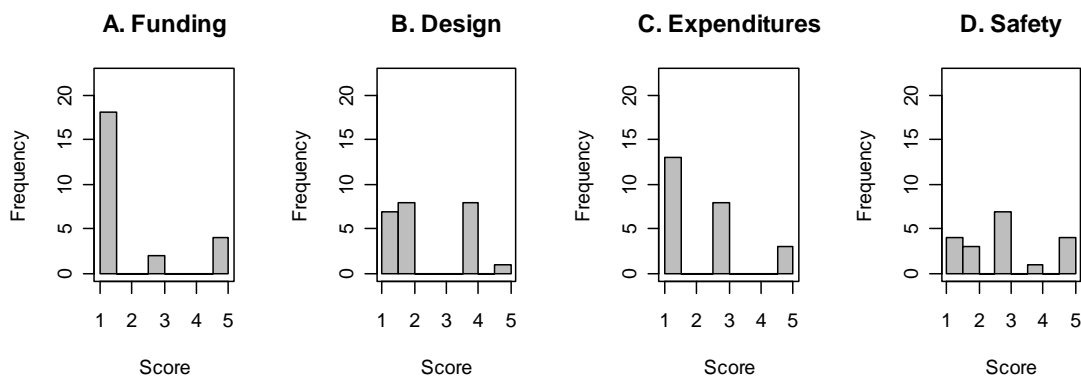 A. Funding
B. Design
C. Expenditures
D. Safety
Frequency
0 5 10 15 20
1 2 3 4 5
Score
Frequency
0 5 10 15 20
1 2 3 4 5
Score
Frequency
0 5 10 15 20
1 2 3 4 5
Score
Frequency
0 5 10 15 20
1 2 3 4 5
Score